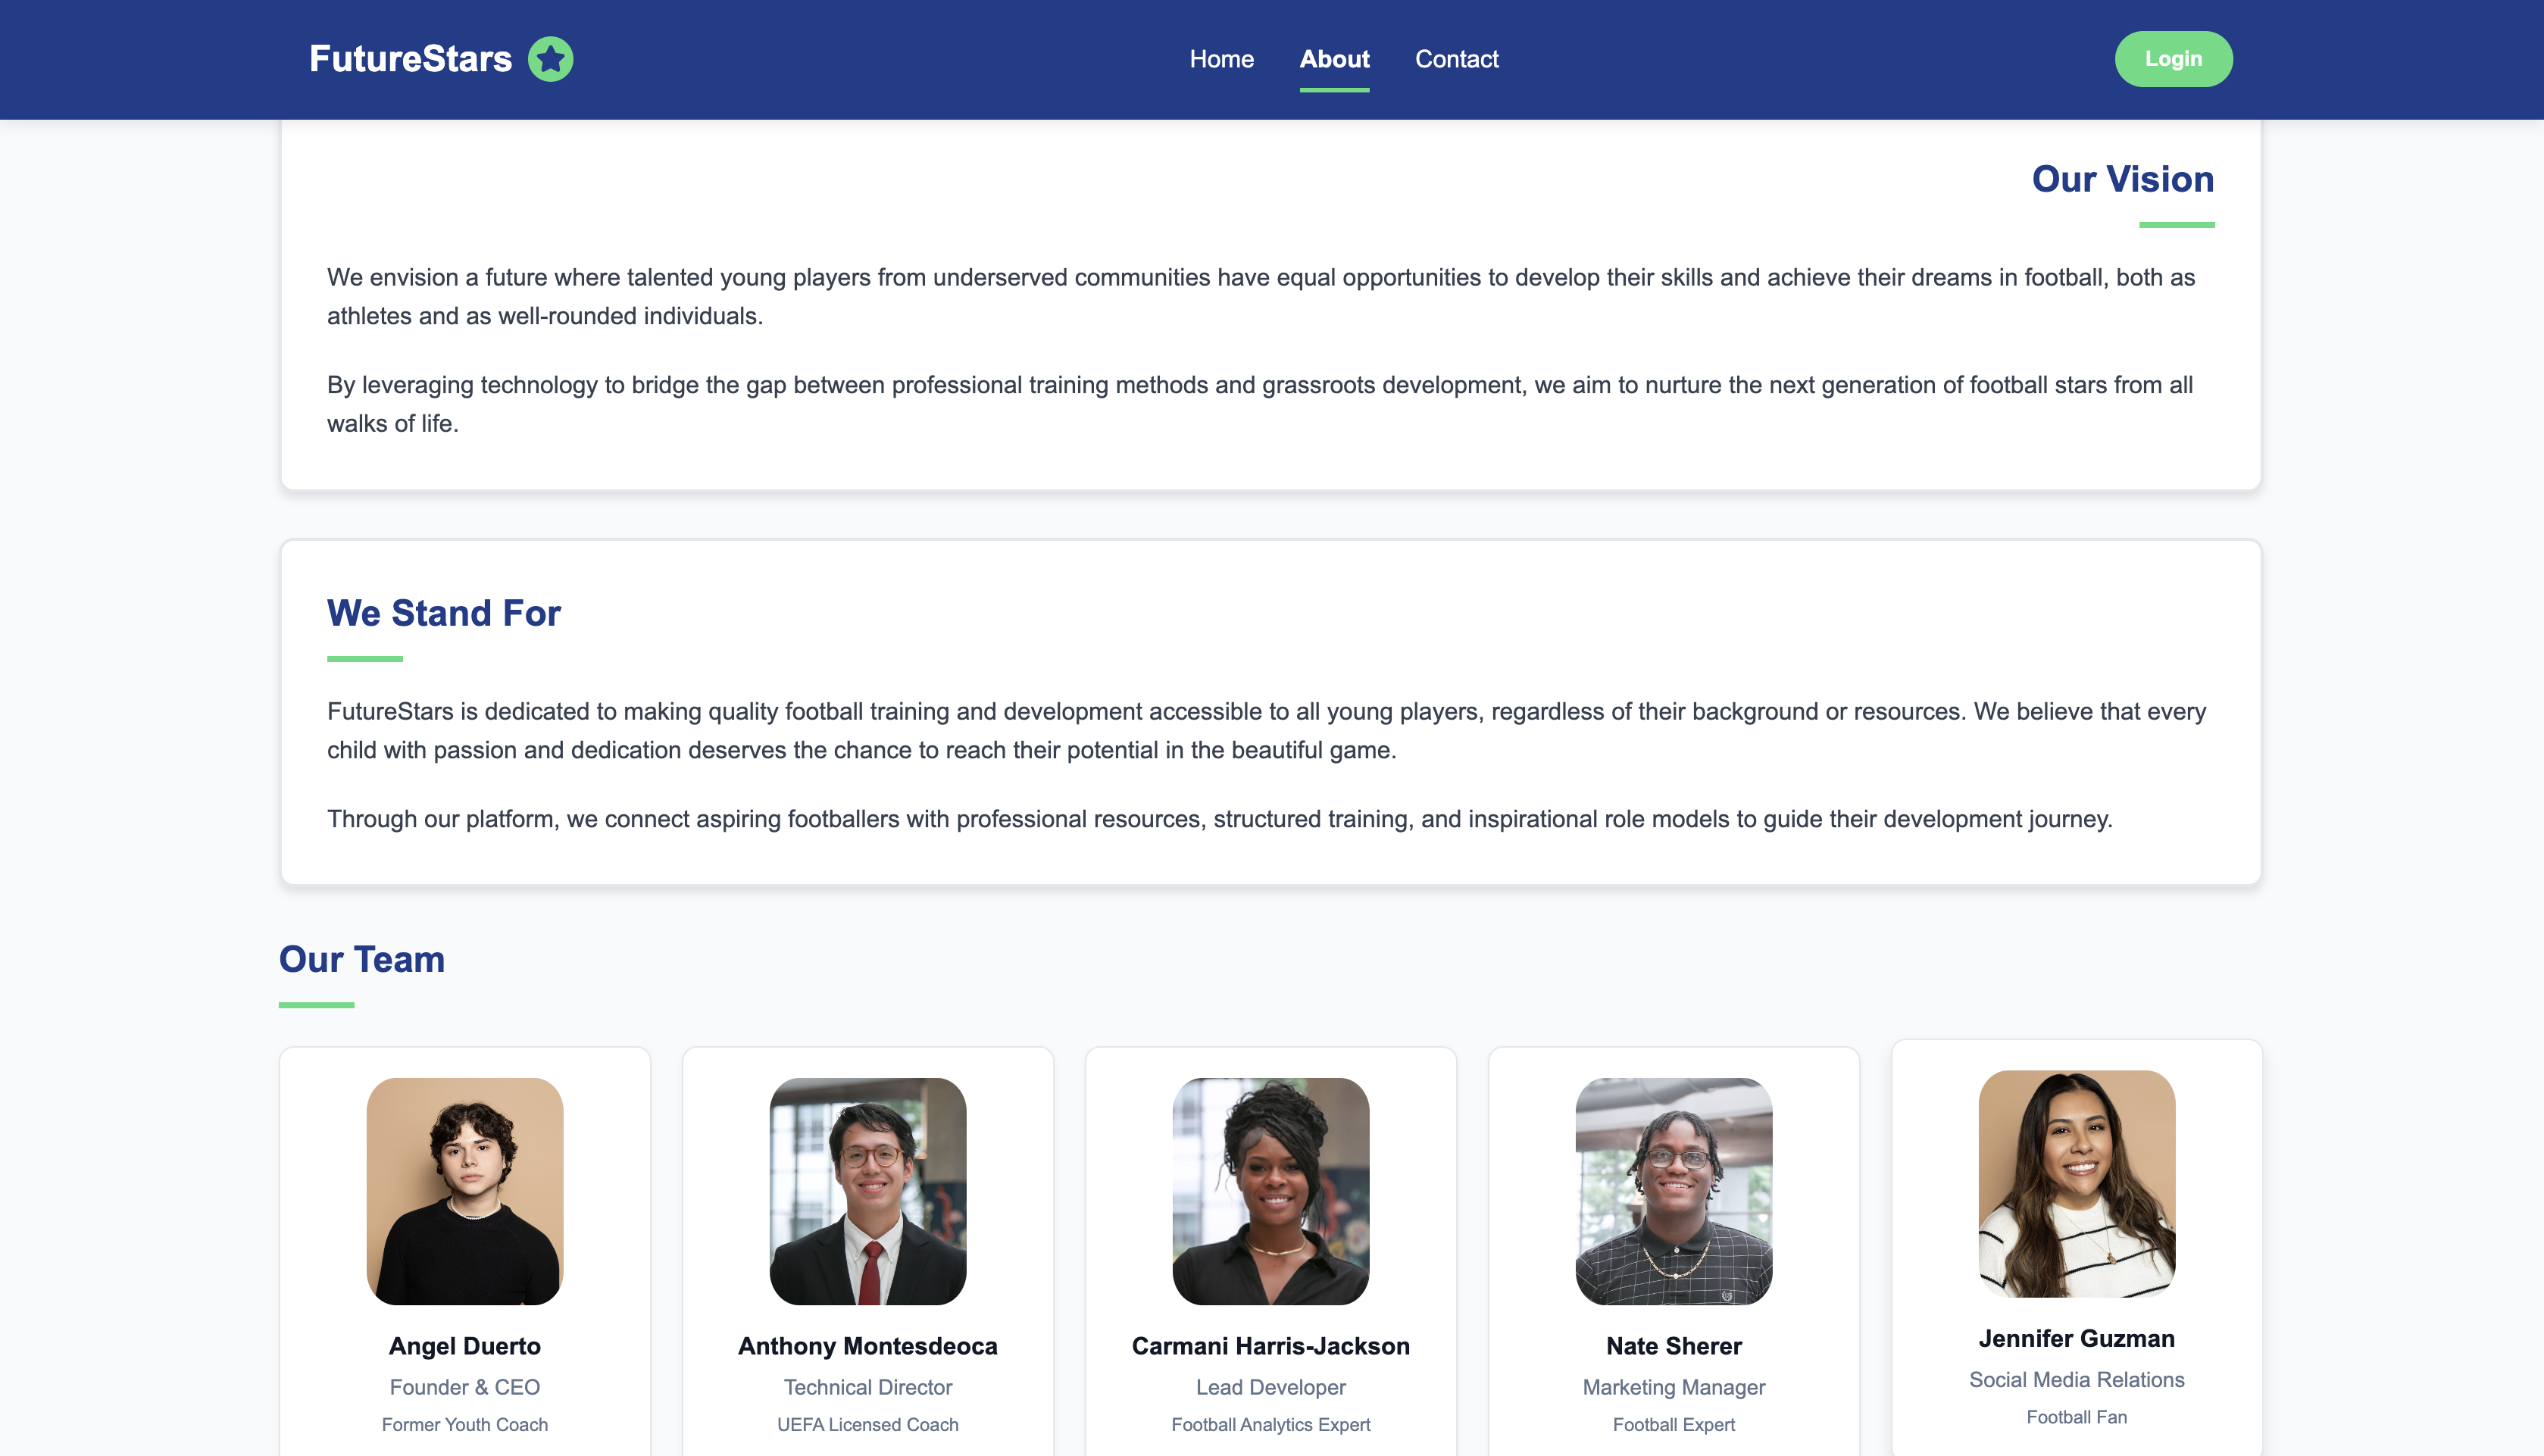 FutureStars
Home About Contact
Login
Our Vision
We envision a future where talented young players from underserved communities have equal opportunities to develop their skills and achieve their dreams in football, both as
athletes and as well-rounded individuals.
By leveraging technology to bridge the gap between professional training methods and grassroots development, we aim to nurture the next generation of football stars from all
walks of life.
We Stand For
FutureStars is dedicated to making quality football training and development accessible to all young players, regardless of their background or resources. We believe that every
child with passion and dedication deserves the chance to reach their potential in the beautiful game.
Through our platform, we connect aspiring footballers with professional resources, structured training, and inspirational role models to guide their development journey.
Our Team
Angel Duerto
Founder & CEO
Former Youth Coach
Anthony Montesdeoca
Technical Director
UEFA Licensed Coach
Carmani Harris-Jackson
Lead Developer
Football Analytics Expert
Nate Sherer
Marketing Manager
Football Expert
Jennifer Guzman
Social Media Relations
Football Fan